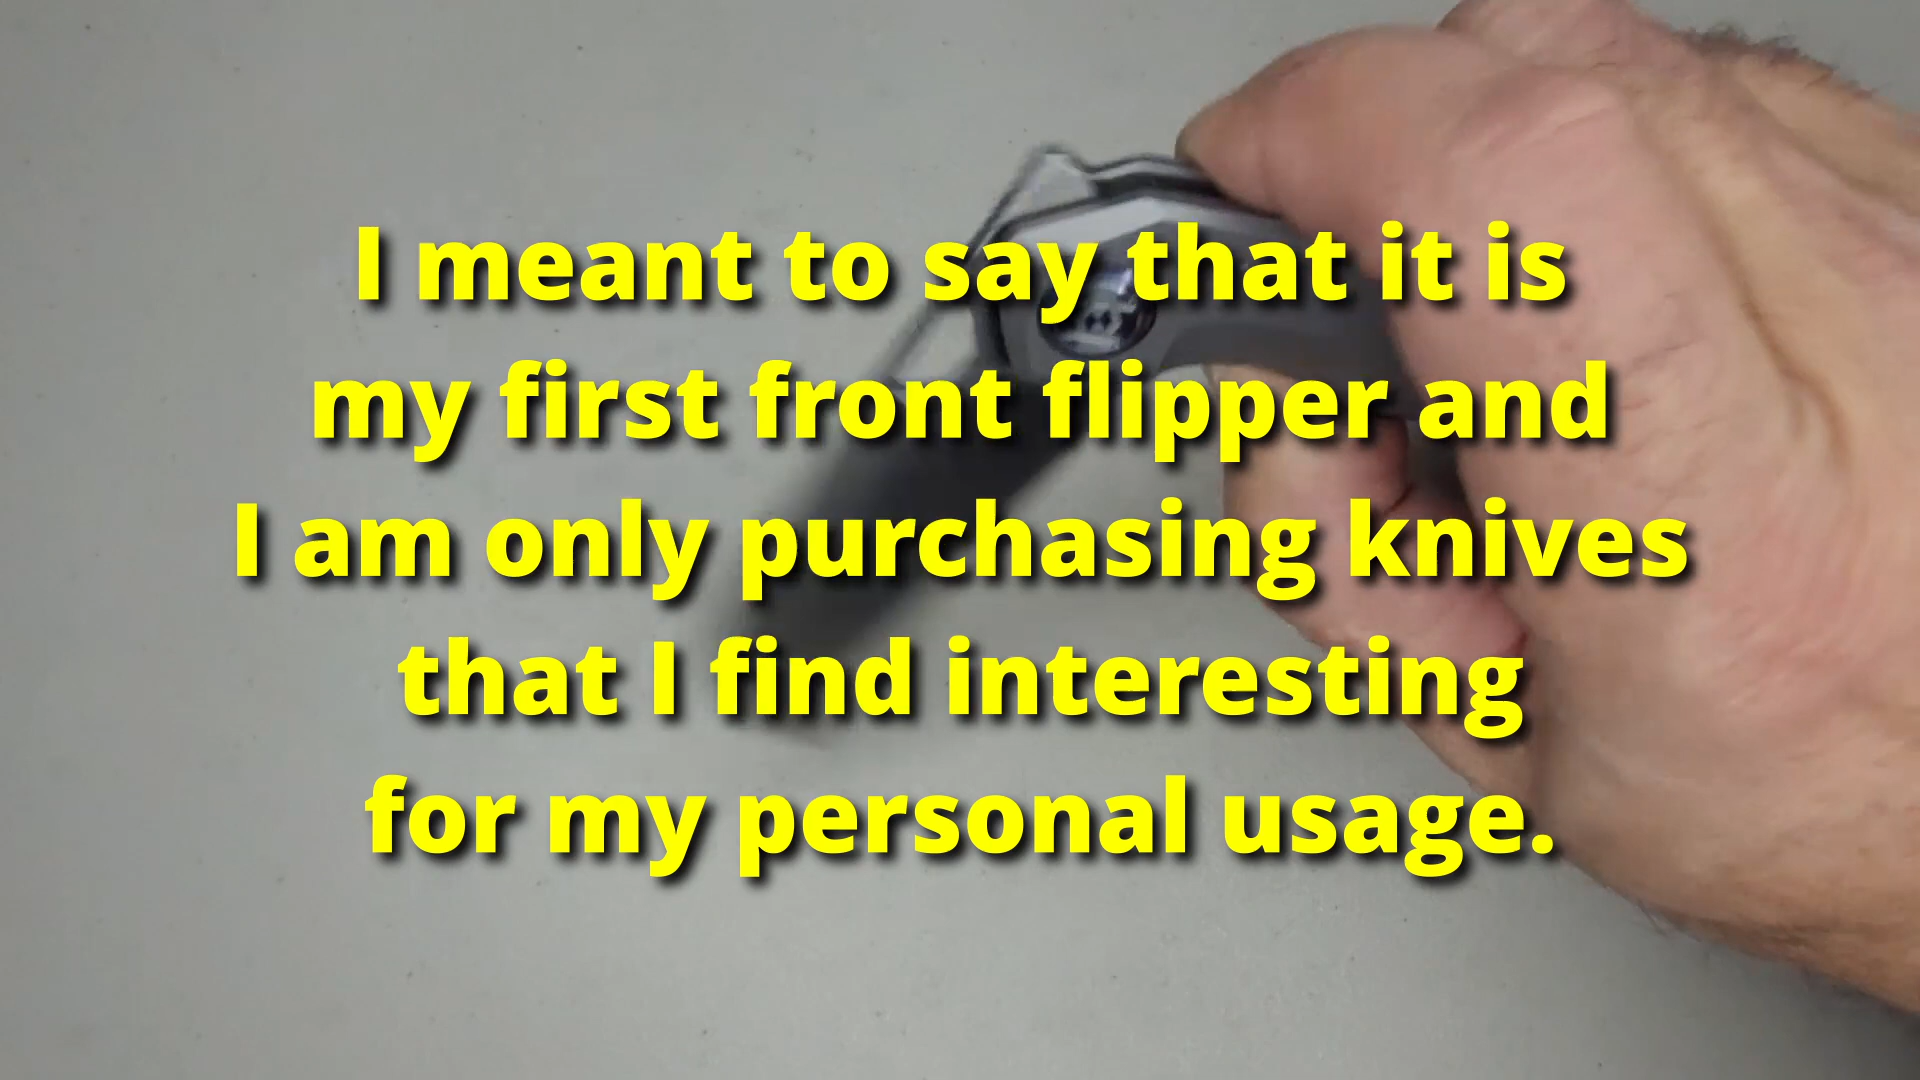 I meant to say that it is
my first front flipper and
I am only purchasing knives
that I find interesting
for my personal usage.